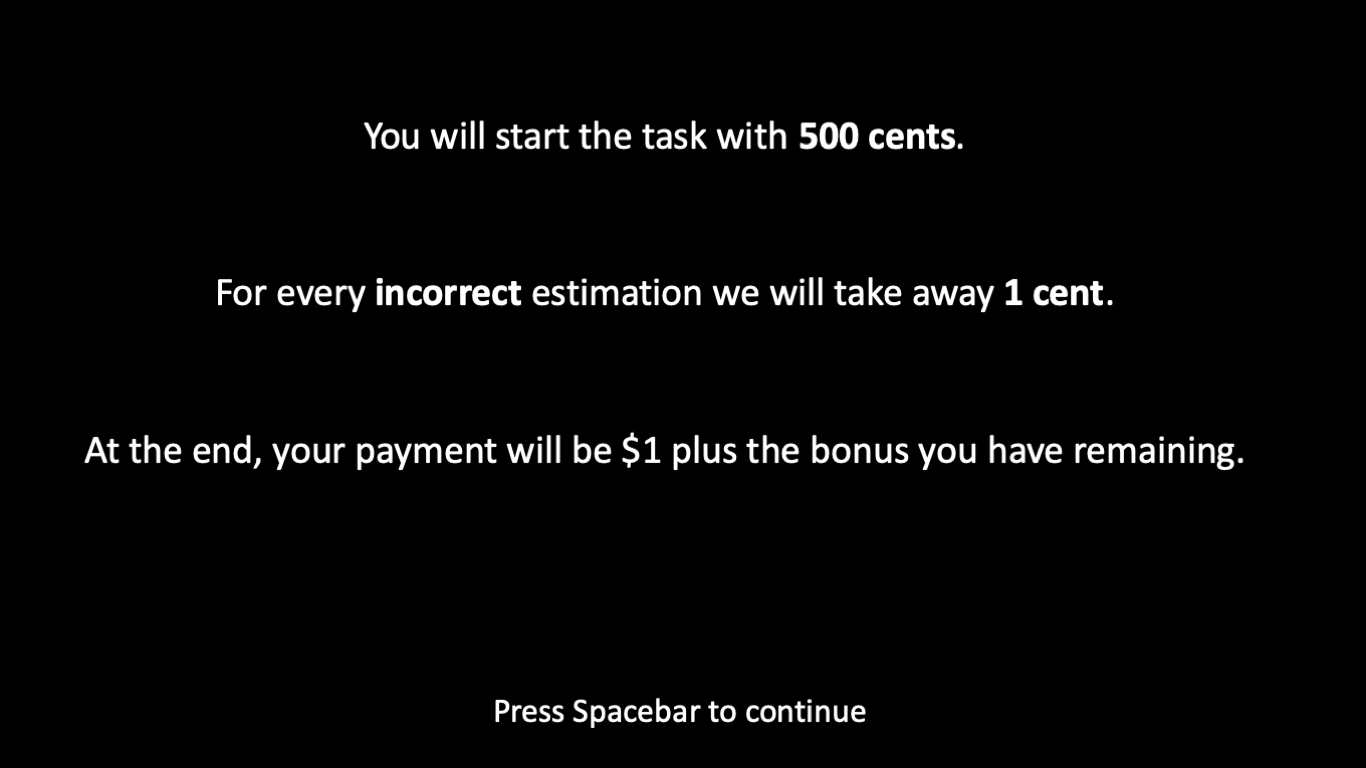 You will start the task with 500 cents.
For every incorrect estimation we will take away 1 cent.
At the end, your payment will be $1 plus the bonus you have remaining.
Press Spacebar to continue